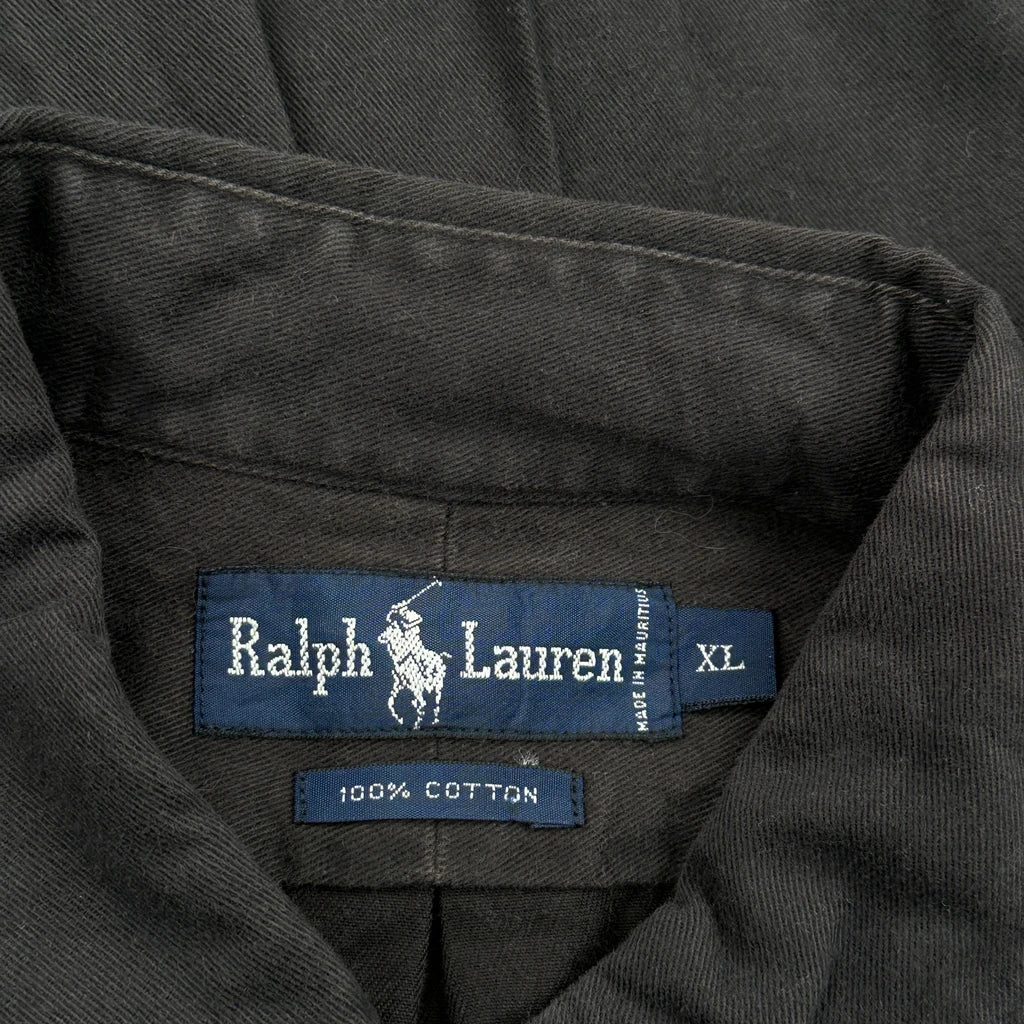 Ralph Lauren
MADE IN MAURITIUS
XL
100% COTTON